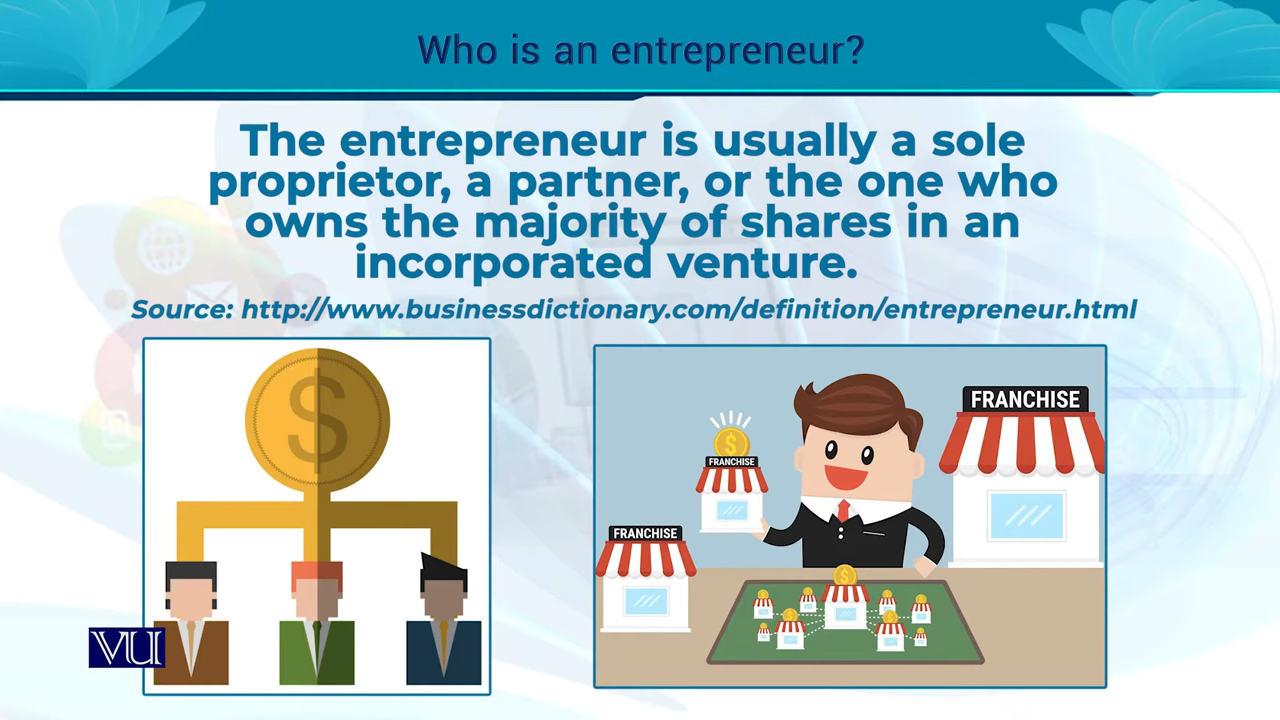 Who is an entrepreneur?
The entrepreneur is usually a sole
proprietor, a partner, or the one who
owns the majority of shares in an
incorporated venture.
Source: http://www.businessdictionary.com/definition/entrepreneur.html
$
$
FRANCHISE
FRANCHISE
FRANCHISE
$
VU